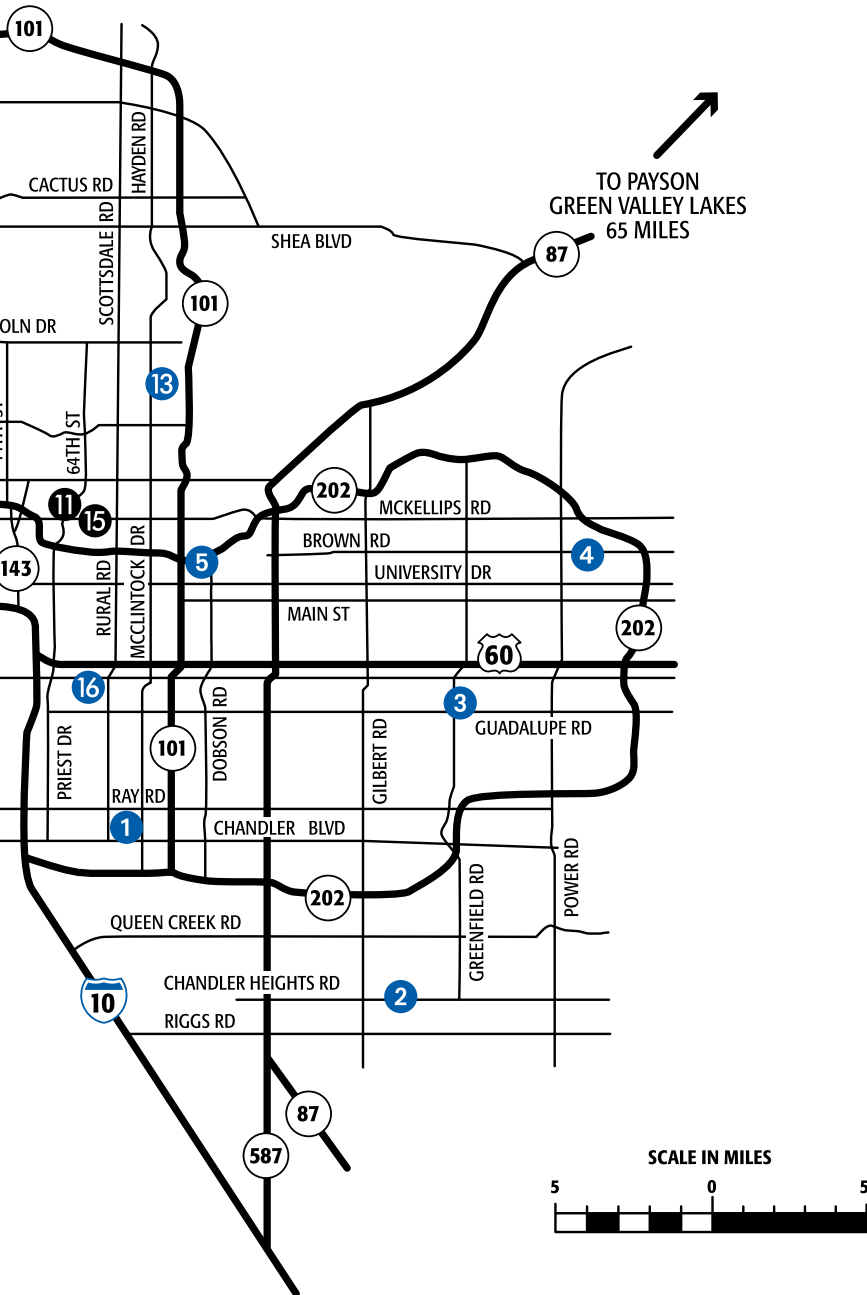 101
HAYDEN RD
CACTUS RD
SCOTTSDALE RD
TO PAYSON
GREEN VALLEY LAKES
65 MILES
SHEA BLVD
87
101
OLN DR
13
64TH ST
202
11
15
MCKELLIPS RD
MCCLINTOCK DR
BROWN RD
5
4
143
UNIVERSITY DR
RURAL RD
MAIN ST
202
60
16
3
DOBSON RD
GUADALUPE RD
PRIEST DR
101
GILBERT RD
RAY RD
1
CHANDLER BLVD
POWER RD
202
GREENFIELD RD
QUEEN CREEK RD
CHANDLER HEIGHTS RD
10
2
RIGGS RD
87
587
SCALE IN MILES
5 0 5